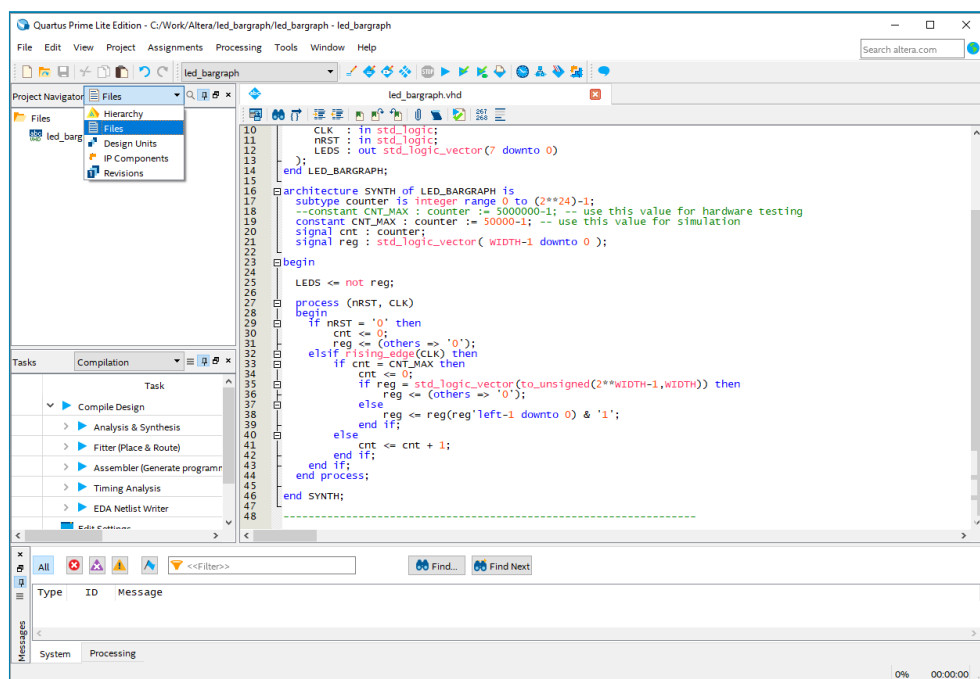 Quartus Prime Lite Edition - C:/Work/Altera/led_bargraph/led_bargraph - led_bargraph
File Edit View Project Assignments Processing Tools Window Help
Search altera.com
led_bargraph
Project Navigator Files
Hierarchy
Files
Design Units
IP Components
Revisions
Files
led_barg
led_bargraph.vhd
267
268
10 CLK : in std_logic;
11 nRST : in std_logic;
12 LEDS : out std_logic_vector(7 downto 0)
13 );
14 end LED_BARGRAPH;
15
16 architecture SYNTH of LED_BARGRAPH is
17 subtype counter is integer range 0 to (2**24)-1;
18 --constant CNT_MAX : counter := 5000000-1; -- use this value for hardware testing
19 constant CNT_MAX : counter := 50000-1; -- use this value for simulation
20 signal cnt : counter;
21 signal reg : std_logic_vector( WIDTH-1 downto 0 );
22
23 begin
24
25 LEDS <= not reg;
26
27 process (nRST, CLK)
28 begin
29 if nRST = '0' then
30 cnt <= 0;
31 reg <= (others => '0');
32 elsif rising_edge(CLK) then
33 if cnt = CNT_MAX then
34 cnt <= 0;
35 if reg = std_logic_vector(to_unsigned(2**WIDTH-1,WIDTH)) then
36 reg <= (others => '0');
37 else
38 reg <= reg(reg'left-1 downto 0) & '1';
39 end if;
40 else
41 cnt <= cnt + 1;
42 end if;
43 end if;
44 end process;
45
46 end SYNTH;
47
48 -----------------------------------------------------------------
Tasks Compilation
Task
Compile Design
Analysis & Synthesis
Fitter (Place & Route)
Assembler (Generate programm
Timing Analysis
EDA Netlist Writer
Edit Settings
All <<Filter>> Find... Find Next
Type ID Message
Messages
System Processing
0% 00:00:00